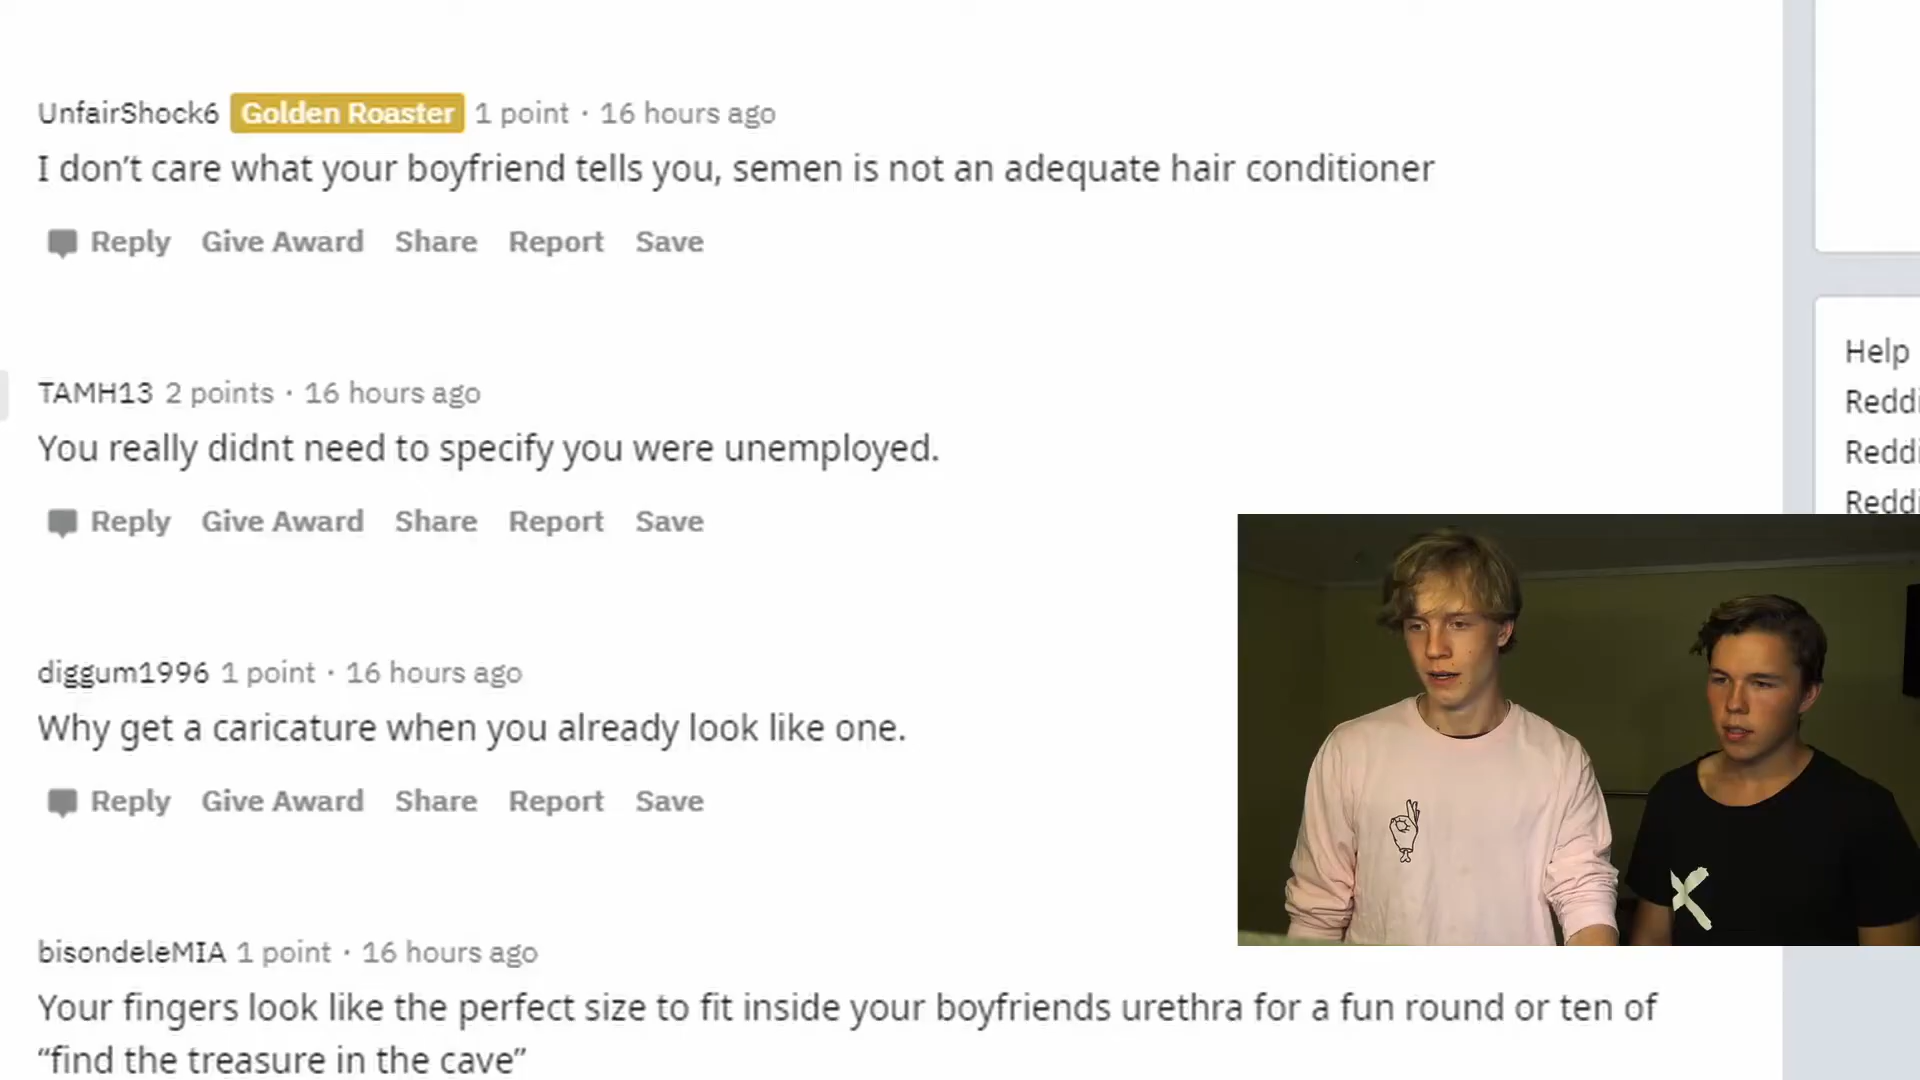 UnfairShock6 Golden Roaster 1 point · 16 hours ago
I don’t care what your boyfriend tells you, semen is not an adequate hair conditioner
Reply Give Award Share Report Save
TAMH13 2 points · 16 hours ago
You really didnt need to specify you were unemployed.
Reply Give Award Share Report Save
diggum1996 1 point · 16 hours ago
Why get a caricature when you already look like one.
Reply Give Award Share Report Save
bisondeleMIA 1 point · 16 hours ago
Your fingers look like the perfect size to fit inside your boyfriends urethra for a fun round or ten of
“find the treasure in the cave”
Help
Reddi
Reddi
Reddi